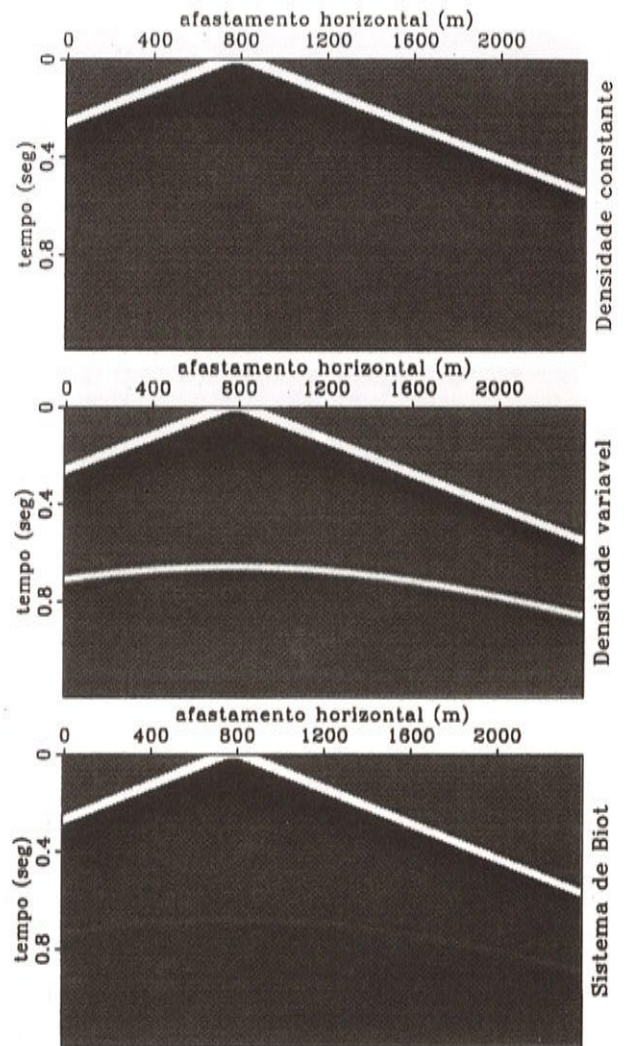 afastamento horizontal (m)
0 400 800 1200 1600 2000
tempo (seg)
0 0.4 0.8
Densidade constante
afastamento horizontal (m)
0 400 800 1200 1600 2000
tempo (seg)
0 0.4 0.8
Densidade variavel
afastamento horizontal (m)
0 400 800 1200 1600 2000
tempo (seg)
0 0.4 0.8
Sistema de Biot